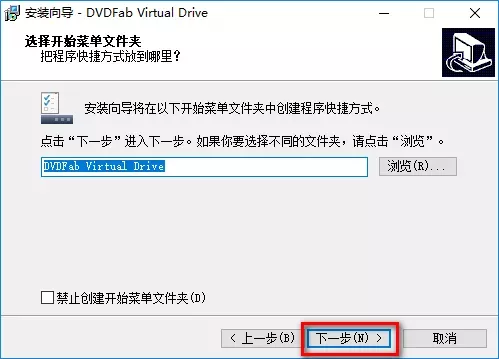 安装向导 - DVDFab Virtual Drive
选择开始菜单文件夹
把程序快捷方式放到哪里？
安装向导将在以下开始菜单文件夹中创建程序快捷方式。
点击“下一步”进入下一步。如果你要选择不同的文件夹，请点击“浏览”。
DVDFab Virtual Drive
浏览(R)...
禁止创建开始菜单文件夹(D)
< 上一步(B)
下一步(N) >
取消